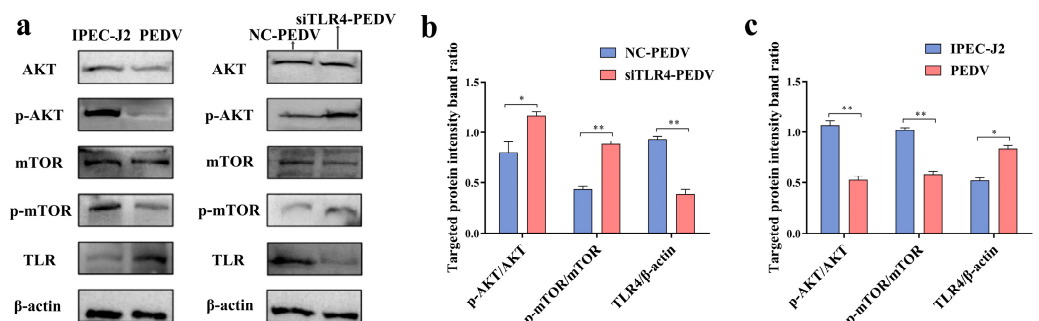 a
IPEC-J2 PEDV
AKT
p-AKT
mTOR
p-mTOR
TLR
β-actin
siTLR4-PEDV
NC-PEDV
AKT
p-AKT
mTOR
p-mTOR
TLR
β-actin
b
NC-PEDV
siTLR4-PEDV
Targeted protein intensity band ratio
1.5
1.0
0.5
0.0
*
**
**
p-AKT/AKT
p-mTOR/mTOR
TLR4/β-actin
c
IPEC-J2
PEDV
Targeted protein intensity band ratio
1.5
1.0
0.5
0.0
**
**
*
p-AKT/AKT
p-mTOR/mTOR
TLR4/β-actin